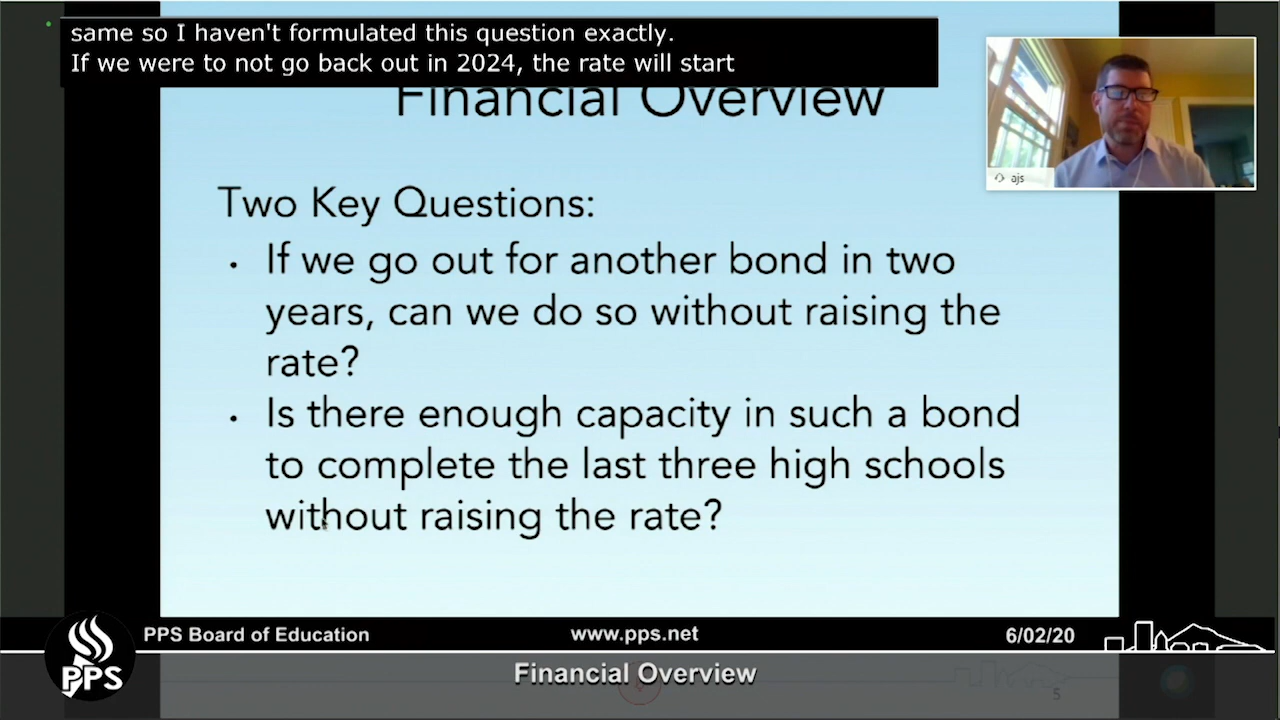 same so I haven't formulated this question exactly.
If we were to not go back out in 2024, the rate will start
ajs
Financial Overview
Two Key Questions:
• If we go out for another bond in two
years, can we do so without raising the
rate?
• Is there enough capacity in such a bond
to complete the last three high schools
without raising the rate?
PPS Board of Education
www.pps.net
6/02/20
PPS
Financial Overview
5